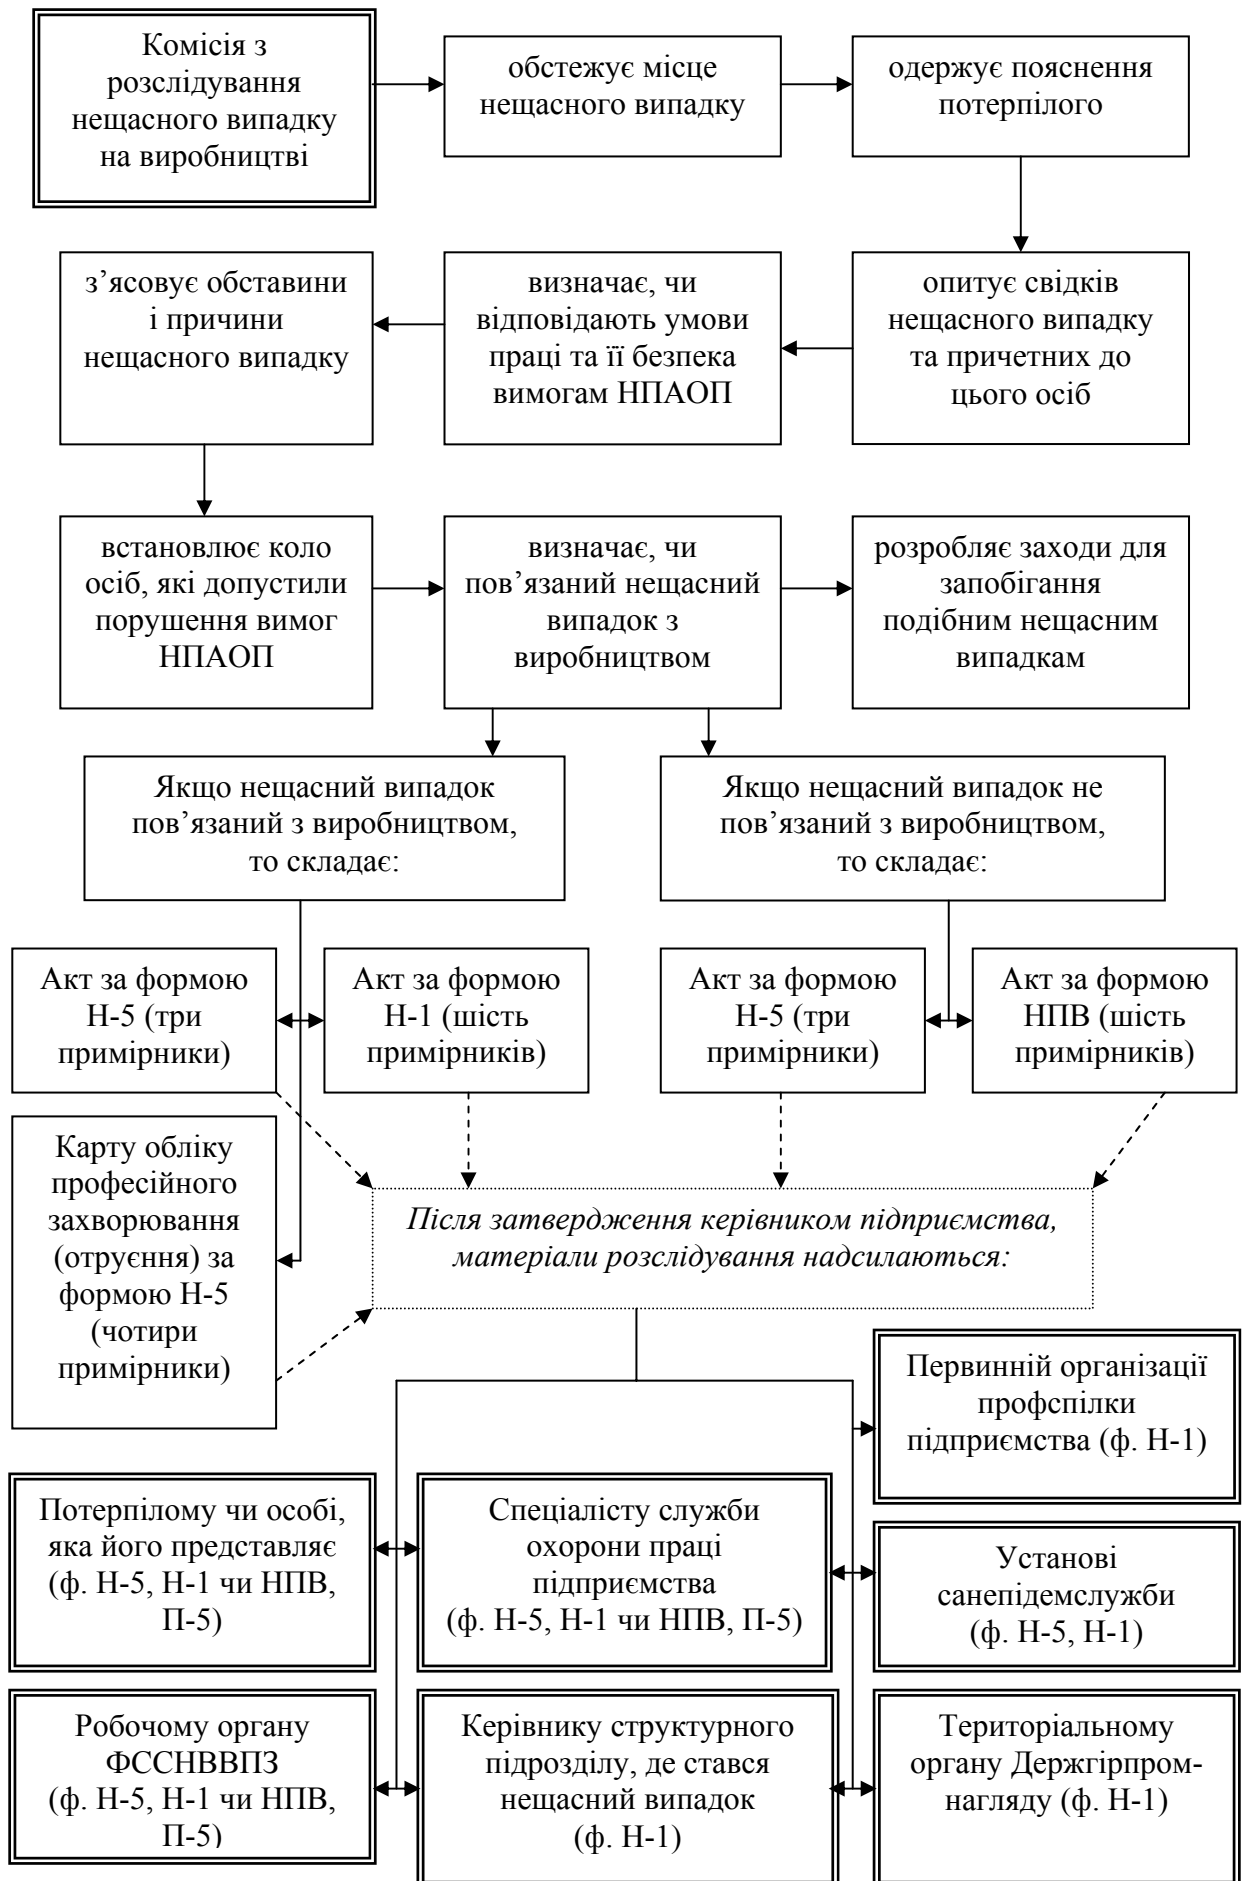 Комісія з
розслідування
нещасного випадку
на виробництві
обстежує місце
нещасного випадку
одержує пояснення
потерпілого
з’ясовує обставини
і причини
нещасного випадку
визначає, чи
відповідають умови
праці та її безпека
вимогам НПАОП
опитує свідків
нещасного випадку
та причетних до
цього осіб
встановлює коло
осіб, які допустили
порушення вимог
НПАОП
визначає, чи
пов’язаний нещасний
випадок з
виробництвом
розробляє заходи для
запобігання
подібним нещасним
випадкам
Якщо нещасний випадок
пов’язаний з виробництвом,
то складає:
Якщо нещасний випадок не
пов’язаний з виробництвом,
то складає:
Акт за формою
Н-5 (три
примірники)
Акт за формою
Н-1 (шість
примірників)
Акт за формою
Н-5 (три
примірники)
Акт за формою
НПВ (шість
примірників)
Карту обліку
професійного
захворювання
(отруєння) за
формою Н-5
(чотири
примірники)
Після затвердження керівником підприємства,
матеріали розслідування надсилаються:
Первинній організації
профспілки
підприємства (ф. Н-1)
Потерпілому чи особі,
яка його представляє
(ф. Н-5, Н-1 чи НПВ,
П-5)
Спеціалісту служби
охорони праці
підприємства
(ф. Н-5, Н-1 чи НПВ, П-5)
Установі
санепідемслужби
(ф. Н-5, Н-1)
Робочому органу
ФССНВВПЗ
(ф. Н-5, Н-1 чи НПВ,
П-5)
Керівнику структурного
підрозділу, де стався
нещасний випадок
(ф. Н-1)
Територіальному
органу Держгірпром-
нагляду (ф. Н-1)